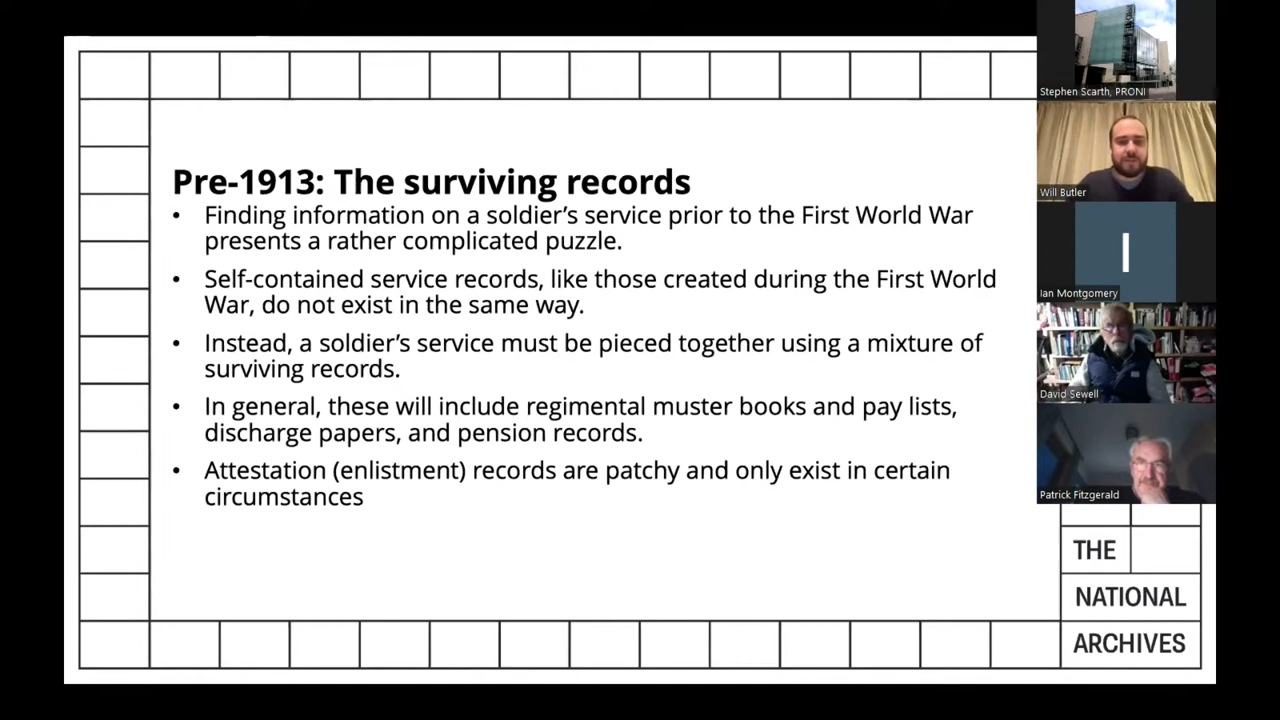 Pre-1913: The surviving records
• Finding information on a soldier’s service prior to the First World War
presents a rather complicated puzzle.
• Self-contained service records, like those created during the First World
War, do not exist in the same way.
• Instead, a soldier’s service must be pieced together using a mixture of
surviving records.
• In general, these will include regimental muster books and pay lists,
discharge papers, and pension records.
• Attestation (enlistment) records are patchy and only exist in certain
circumstances
THE
NATIONAL
ARCHIVES
Stephen Scarth, PRONI
Will Butler
I
Ian Montgomery
David Sewell
Patrick Fitzgerald